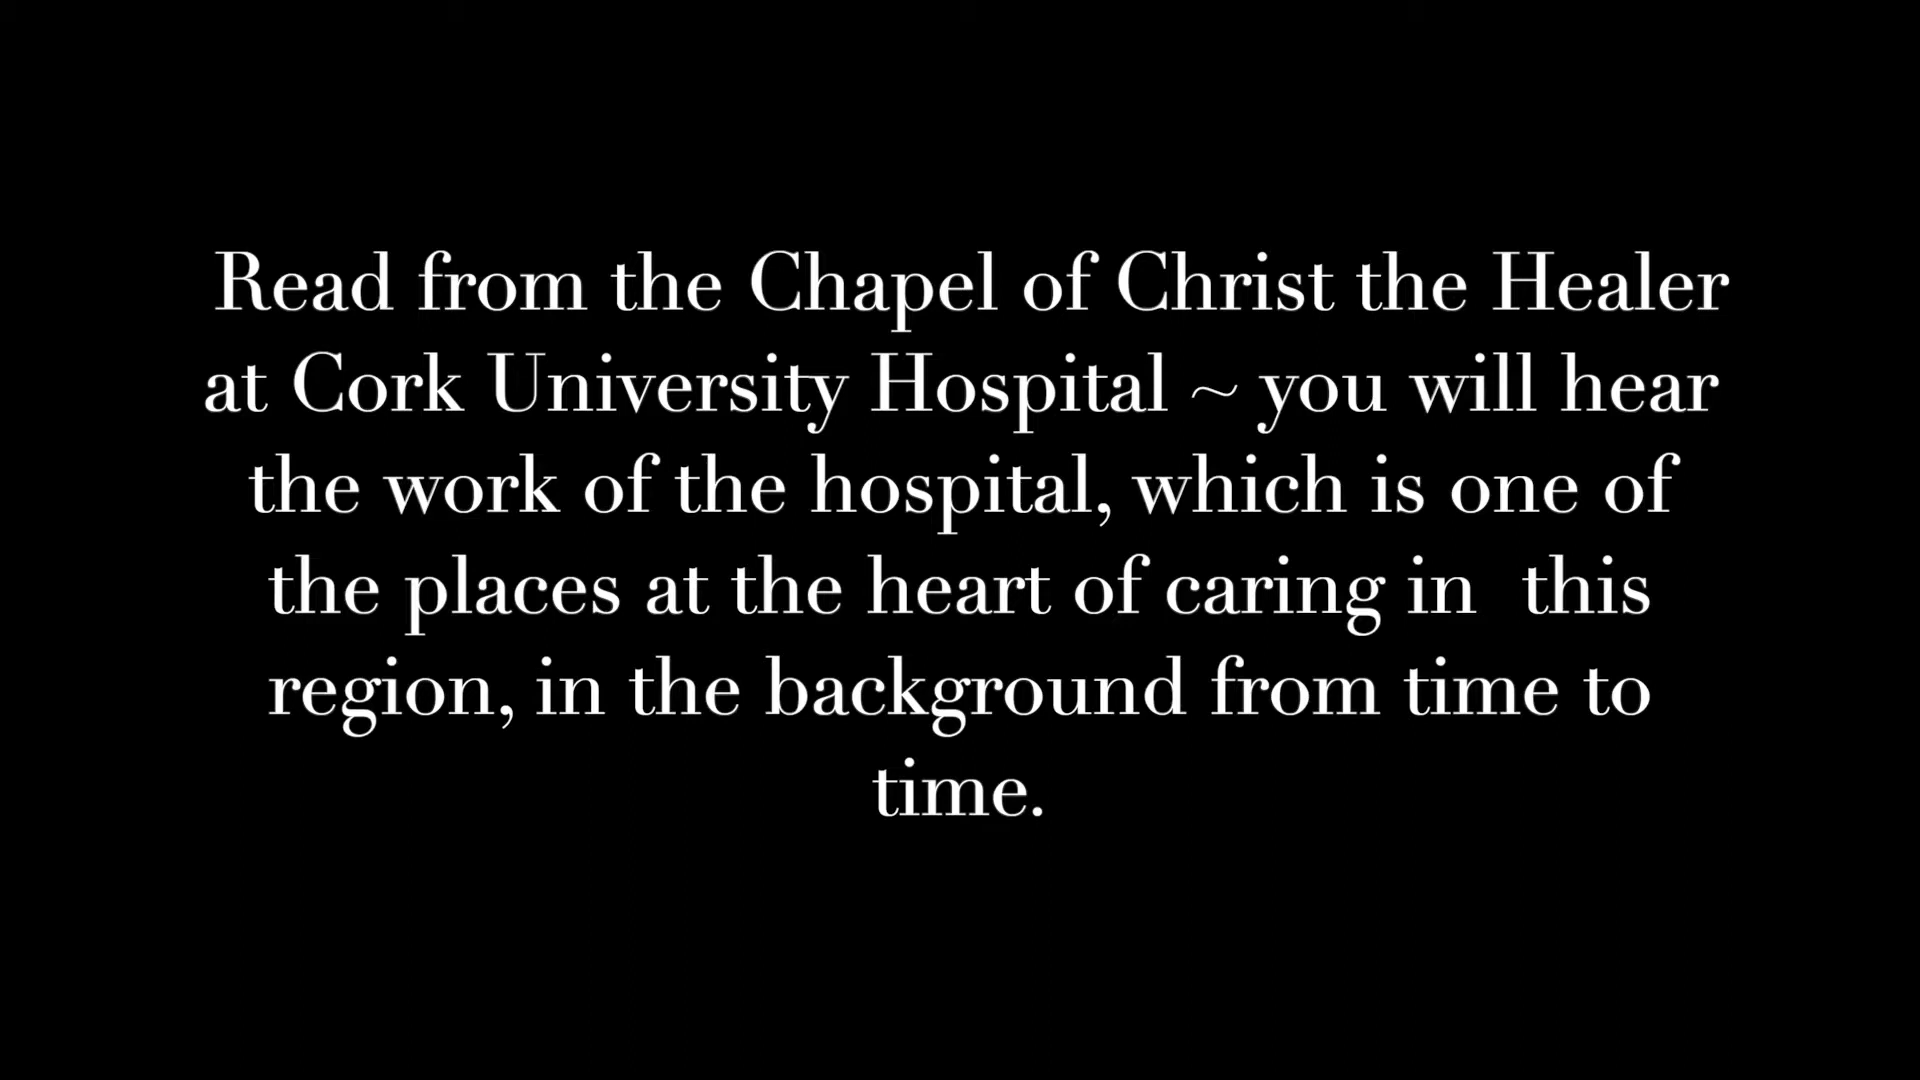 Read from the Chapel of Christ the Healer
at Cork University Hospital ~ you will hear
the work of the hospital, which is one of
the places at the heart of caring in  this
region, in the background from time to
time.